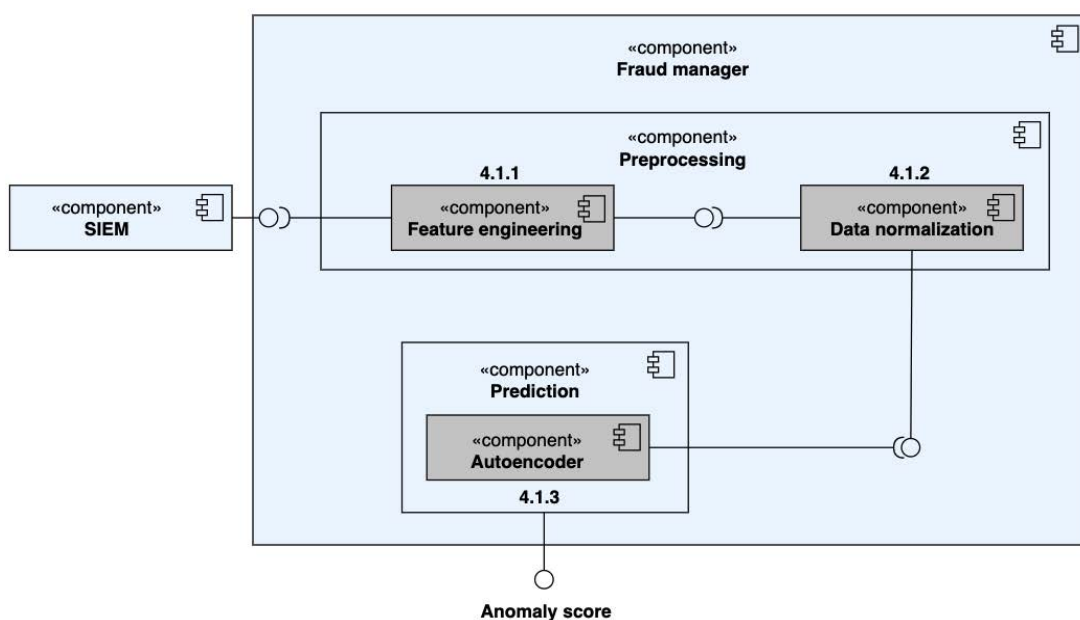 «component»
Fraud manager
«component»
Preprocessing
4.1.1
4.1.2
«component»
SIEM
«component»
Feature engineering
«component»
Data normalization
«component»
Prediction
«component»
Autoencoder
4.1.3
Anomaly score